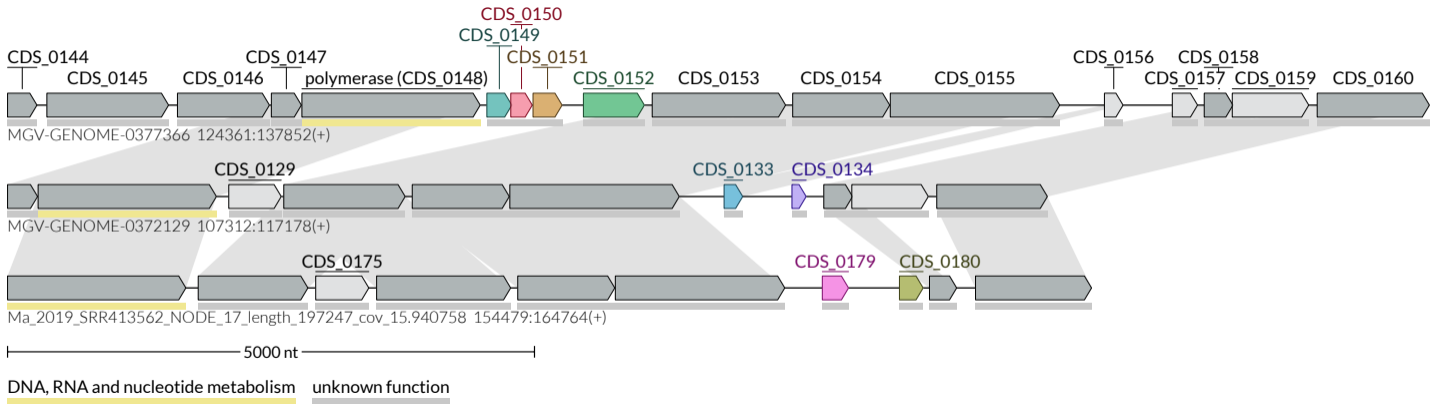 CDS_0150
CDS_0149
CDS_0144 CDS_0147 CDS_0151 CDS_0156 CDS_0158
CDS_0145 CDS_0146 polymerase (CDS_0148) CDS_0152 CDS_0153 CDS_0154 CDS_0155 CDS_0157 CDS_0159 CDS_0160
MGV-GENOME-0377366 124361:137852(+)
CDS_0129 CDS_0133 CDS_0134
MGV-GENOME-0372129 107312:117178(+)
CDS_0175 CDS_0179 CDS_0180
Ma_2019_SRR413562_NODE_17_length_197247_cov_15.940758 154479:164764(+)
5000 nt
DNA, RNA and nucleotide metabolism unknown function